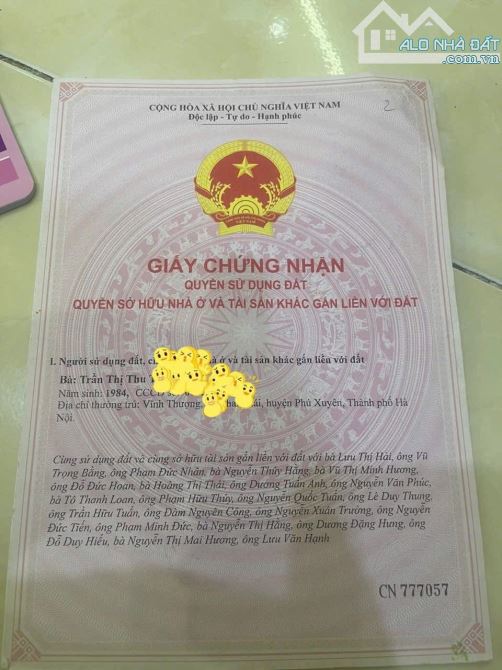 ALO NHÀ ĐẤT
.com.vn
2
CỘNG HÒA XÃ HỘI CHỦ NGHĨA VIỆT NAM
Độc lập - Tự do - Hạnh phúc
VIỆT NAM
GIẤY CHỨNG NHẬN
QUYỀN SỬ DỤNG ĐẤT
QUYỀN SỞ HỮU NHÀ Ở VÀ TÀI SẢN KHÁC GẮN LIỀN VỚI ĐẤT
I. Người sử dụng đất, ở và tài sản khác gắn liền với đất
Bà: Trần Thị Thu
Năm sinh: 1984, CCCD
Địa chỉ thường trú: Vĩnh Thượng, huyện Phú Xuyên, Thành phố Hà
Nội.
Cùng sử dụng đất và cùng sở hữu tài sản gắn liền với đất với bà Lưu Thị Hải, ông Vũ
Trọng Bằng, ông Phạm Đức Nhân, bà Nguyễn Thúy Hằng, bà Vũ Thị Minh Hương,
ông Đỗ Đức Hoan, bà Hoàng Thị Thái, ông Dương Tuấn Anh, ông Nguyễn Văn Phúc,
bà Tô Thanh Loan, ông Phạm Hữu Thủy, ông Nguyễn Quốc Tuấn, ông Lê Duy Thung,
ông Trần Hữu Tuấn, ông Đàm Nguyên Công, ông Nguyễn Xuân Trường, ông Nguyễn
Đức Tiến, ông Phạm Minh Đức, bà Nguyễn Thị Hằng, ông Dương Đặng Hưng, ông
Đỗ Duy Hiếu, bà Nguyễn Thị Mai Hương, ông Lưu Văn Hạnh
CN 777057